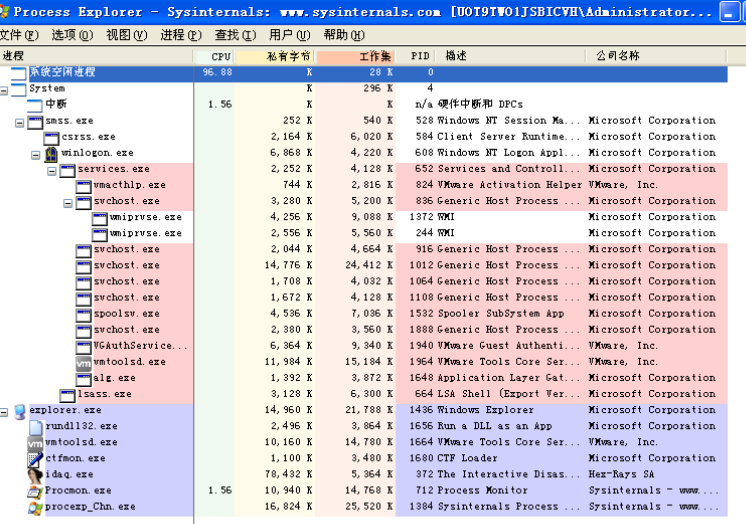 Process Explorer - Sysinternals: www.sysinternals.com [UOT9TWO1JSBICVH\Administrator...
文件(F) 选项(O) 视图(V) 进程(P) 查找(I) 用户(U) 帮助(H)
进程 CPU 私有字节 工作集 PID 描述 公司名称
系统空闲进程 96.88 K 28 K 0
System K 296 K 4
中断 1.56 K K n/a 硬件中断和 DPCs
smss.exe 252 K 540 K 528 Windows NT Session Ma... Microsoft Corporation
csrss.exe 2,164 K 6,020 K 584 Client Server Runtime... Microsoft Corporation
winlogon.exe 6,868 K 4,220 K 608 Windows NT Logon Appl... Microsoft Corporation
services.exe 2,252 K 4,128 K 652 Services and Controll... Microsoft Corporation
vmacthlp.exe 744 K 2,816 K 824 VMware Activation Helper VMware, Inc.
svchost.exe 3,280 K 5,200 K 836 Generic Host Process ... Microsoft Corporation
wmiprvse.exe 4,256 K 9,088 K 1372 WMI Microsoft Corporation
wmiprvse.exe 2,556 K 5,560 K 244 WMI Microsoft Corporation
svchost.exe 2,044 K 4,664 K 916 Generic Host Process ... Microsoft Corporation
svchost.exe 14,776 K 24,412 K 1012 Generic Host Process ... Microsoft Corporation
svchost.exe 1,708 K 4,032 K 1064 Generic Host Process ... Microsoft Corporation
svchost.exe 1,672 K 4,128 K 1108 Generic Host Process ... Microsoft Corporation
spoolsv.exe 4,536 K 7,036 K 1532 Spooler SubSystem App Microsoft Corporation
svchost.exe 2,380 K 3,560 K 1888 Generic Host Process ... Microsoft Corporation
VGAuthService... 6,364 K 9,340 K 1940 VMware Guest Authenti... VMware, Inc.
vmtoolsd.exe 11,984 K 15,184 K 1964 VMware Tools Core Ser... VMware, Inc.
alg.exe 1,392 K 3,872 K 1648 Application Layer Gat... Microsoft Corporation
lsass.exe 3,128 K 6,300 K 664 LSA Shell (Export Ver... Microsoft Corporation
explorer.exe 14,960 K 21,788 K 1436 Windows Explorer Microsoft Corporation
rundll32.exe 2,496 K 3,864 K 1656 Run a DLL as an App Microsoft Corporation
vmtoolsd.exe 10,160 K 14,780 K 1664 VMware Tools Core Ser... VMware, Inc.
ctfmon.exe 1,100 K 3,480 K 1680 CTF Loader Microsoft Corporation
idaq.exe 78,432 K 5,364 K 372 The Interactive Disas... Hex-Rays SA
Procmon.exe 1.56 10,940 K 14,768 K 712 Process Monitor Sysinternals - www....
procexp_Chn.exe 16,824 K 25,520 K 1384 Sysinternals Process ... Sysinternals - www....